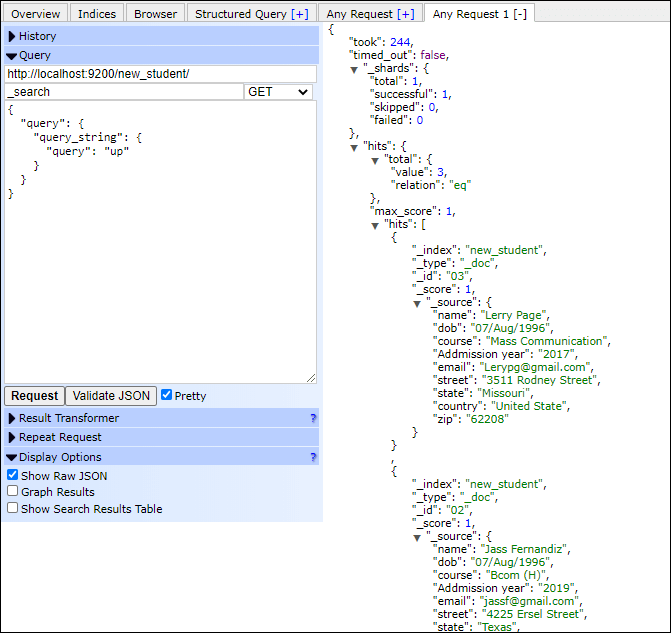 Overview Indices Browser Structured Query [+] Any Request [+] Any Request 1 [-]
History
Query
http://localhost:9200/new_student/
_search GET
{
"query": {
"query_string": {
"query": "up"
}
}
}
Request Validate JSON Pretty
Result Transformer ?
Repeat Request
Display Options ?
Show Raw JSON
Graph Results
Show Search Results Table
{
"took": 244,
"timed_out": false,
"_shards": {
"total": 1,
"successful": 1,
"skipped": 0,
"failed": 0
},
"hits": {
"total": {
"value": 3,
"relation": "eq"
},
"max_score": 1,
"hits": [
{
"_index": "new_student",
"_type": "_doc",
"_id": "03",
"_score": 1,
"_source": {
"name": "Lerry Page",
"dob": "07/Aug/1996",
"course": "Mass Communication",
"Addmission year": "2017",
"email": "Lerypg@gmail.com",
"street": "3511 Rodney Street",
"state": "Missouri",
"country": "United State",
"zip": "62208"
}
}
,
{
"_index": "new_student",
"_type": "_doc",
"_id": "02",
"_score": 1,
"_source": {
"name": "Jass Fernandiz",
"dob": "07/Aug/1996",
"course": "Bcom (H)",
"Addmission year": "2019",
"email": "jassf@gmail.com",
"street": "4225 Ersel Street",
"state": "Texas",